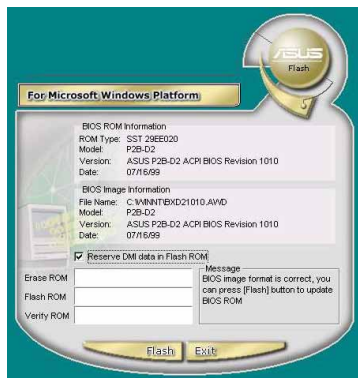 ASUS
Flash
For Microsoft Windows Platform
BIOS ROM Information
ROM Type: SST 29EE020
Model: P2B-D2
Version: ASUS P2B-D2 ACPI BIOS Revision 1010
Date: 07/16/99
BIOS Image Information
File Name: C:\WINNT\BXD21010.AWD
Model: P2B-D2
Version: ASUS P2B-D2 ACPI BIOS Revision 1010
Date: 07/16/99
Reserve DMI data in Flash ROM
Erase ROM
Flash ROM
Verify ROM
Message
BIOS image format is correct, you
can press [Flash] button to update
BIOS ROM
Flash Exit